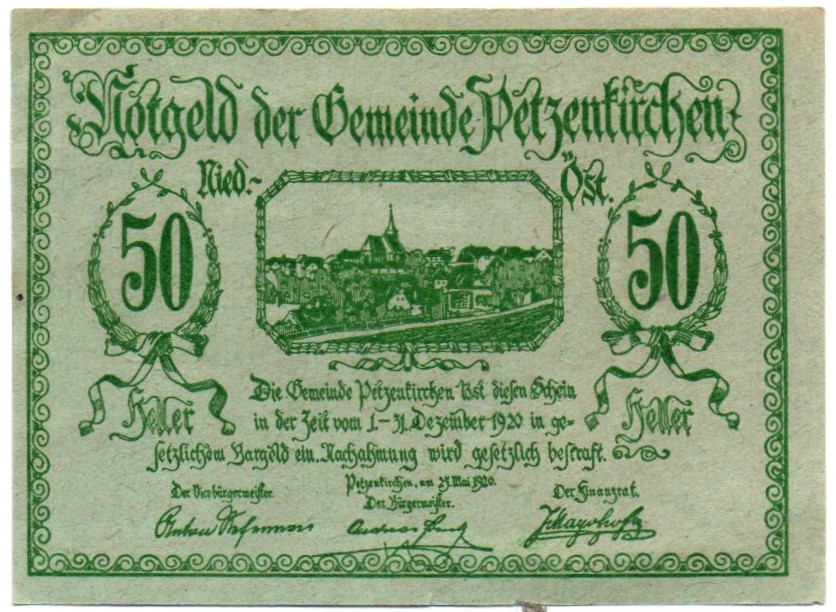 Notgeld der Gemeinde Petzenkirchen
Nied.- Öst.
50 50
Heller Heller
Die Gemeinde Petzenkirchen löst diesen Schein
in der Zeit vom 1.-31. Dezember 1920 in ge-
setzlichem Bargeld ein. Nachahmung wird gesetzlich bestraft.
Petzenkirchen, am 23. Mai 1920.
Der Vizebürgermeister. Der Bürgermeister. Der Finanzrat.